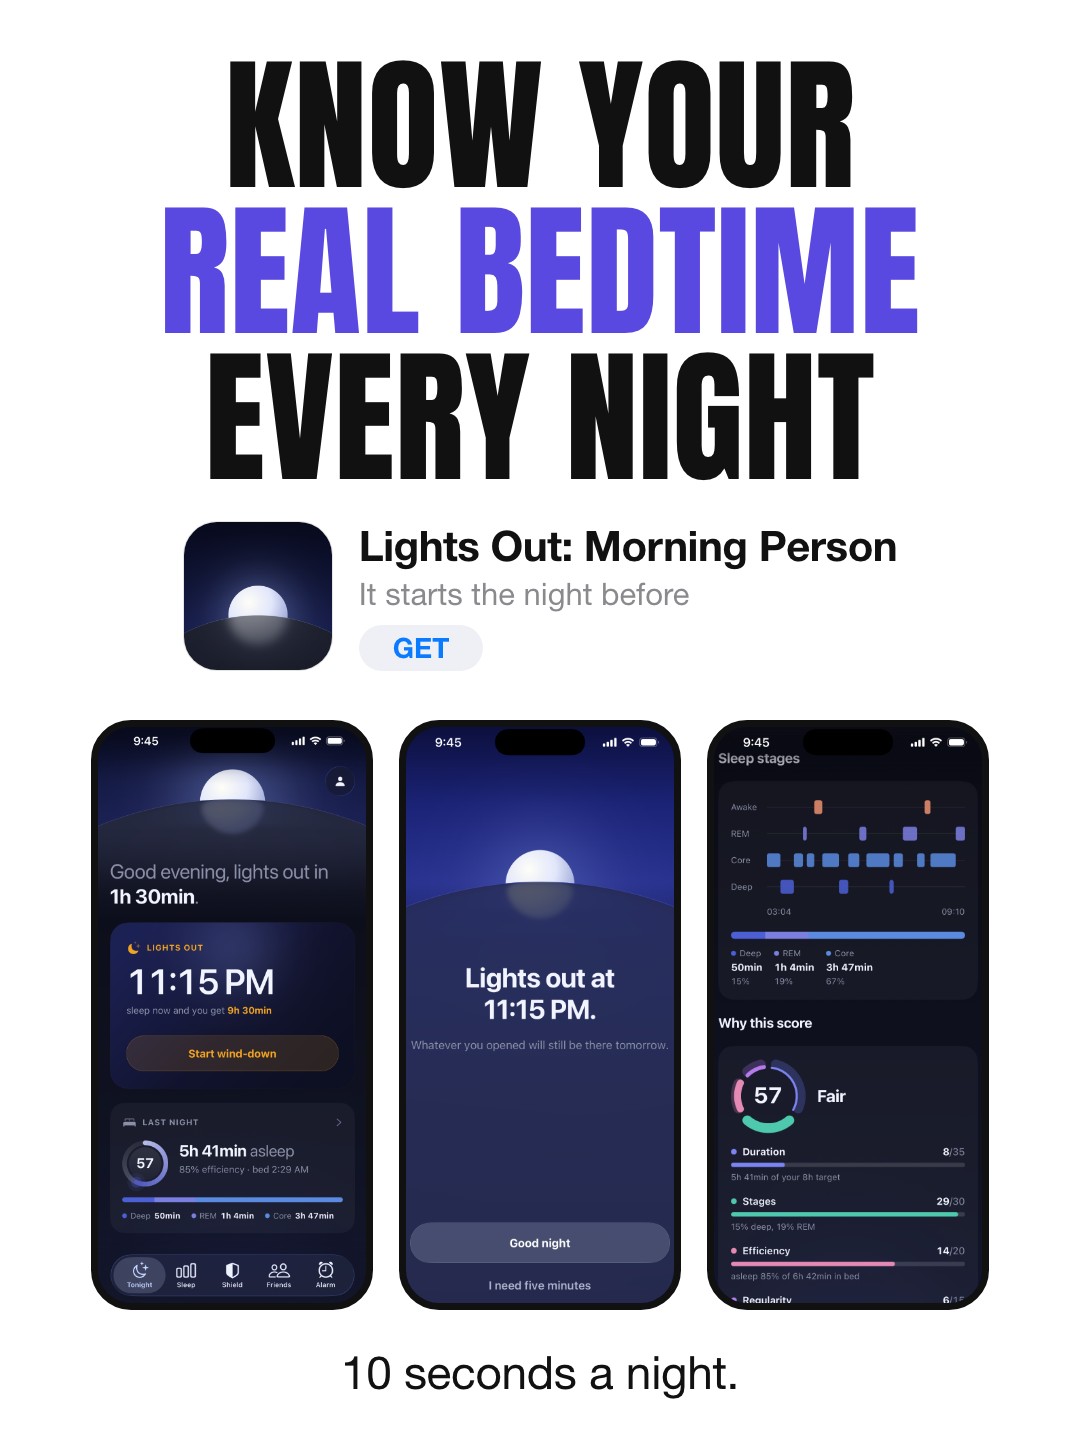 KNOW YOUR
REAL BEDTIME
EVERY NIGHT
Lights Out: Morning Person
It starts the night before
GET
9:45
Good evening, lights out in
1h 30min.
LIGHTS OUT
11:15 PM
sleep now and you get 9h 30min
Start wind-down
LAST NIGHT
57
5h 41min asleep
85% efficiency · bed 2:29 AM
Deep 50min REM 1h 4min Core 3h 47min
Tonight Sleep Shield Friends Alarm
9:45
Lights out at
11:15 PM.
Whatever you opened will still be there tomorrow.
Good night
I need five minutes
9:45
Sleep stages
Awake
REM
Core
Deep
03:04 09:10
Deep REM Core
50min 1h 4min 3h 47min
15% 19% 67%
Why this score
57 Fair
Duration 8/35
5h 41min of your 8h target
Stages 29/30
15% deep, 19% REM
Efficiency 14/20
asleep 85% of 6h 42min in bed
Regularity 6/15
10 seconds a night.